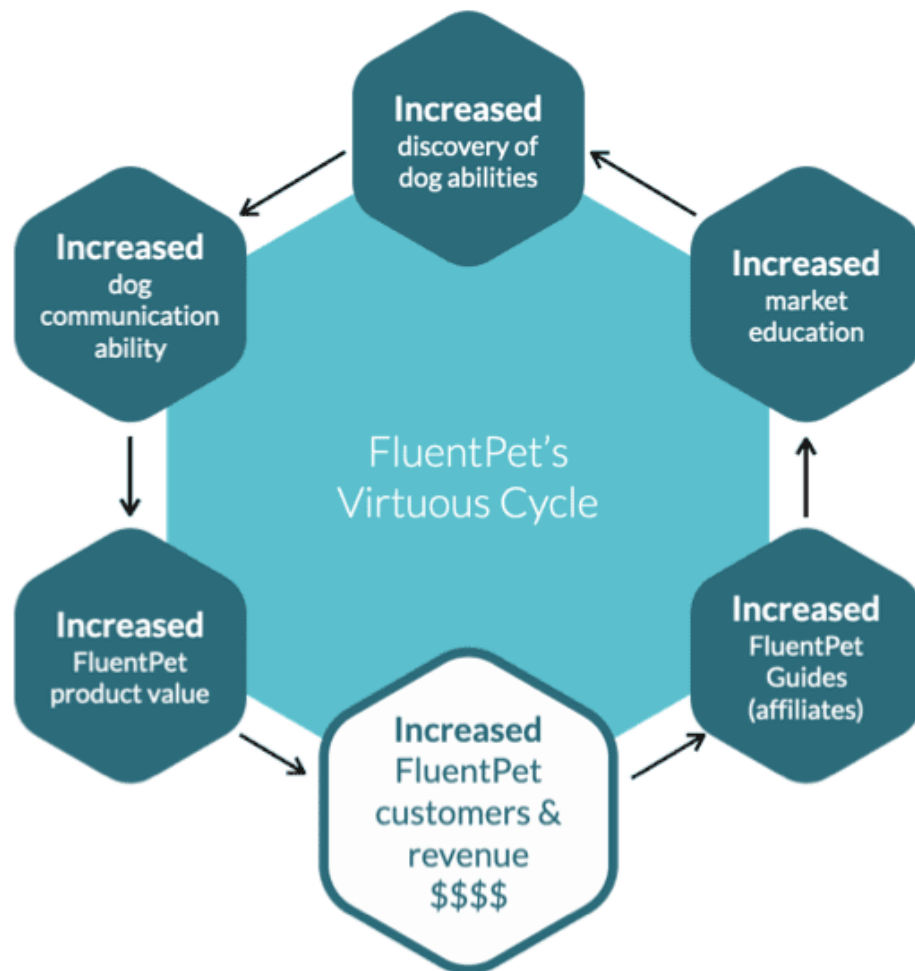 Increased
discovery of
dog abilities
Increased
dog
communication
ability
Increased
market
education
FluentPet's
Virtuous Cycle
Increased
FluentPet
product value
Increased
FluentPet
Guides
(affiliates)
Increased
FluentPet
customers &
revenue
$$$$